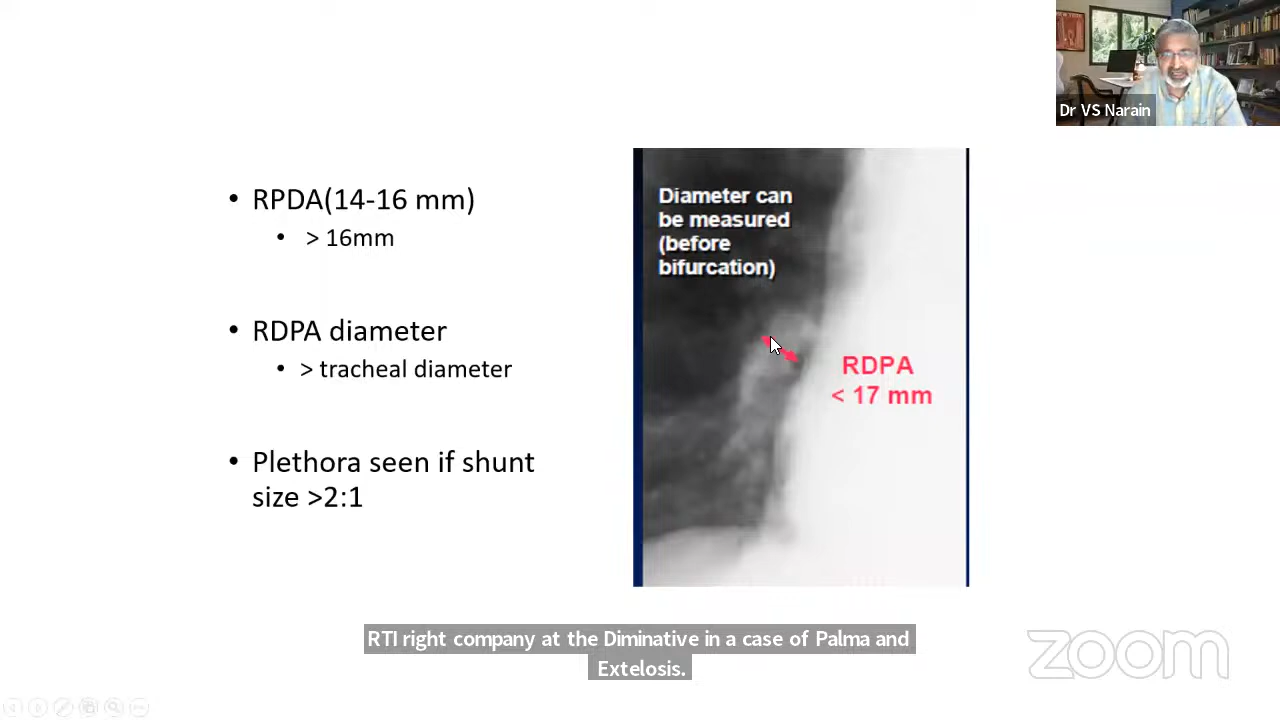 Dr VS Narain
• RPDA(14-16 mm)
• > 16mm
• RDPA diameter
• > tracheal diameter
• Plethora seen if shunt
size >2:1
Diameter can
be measured
(before
bifurcation)
RDPA
< 17 mm
RTI right company at the Diminative in a case of Palma and
Extelosis.
zoom